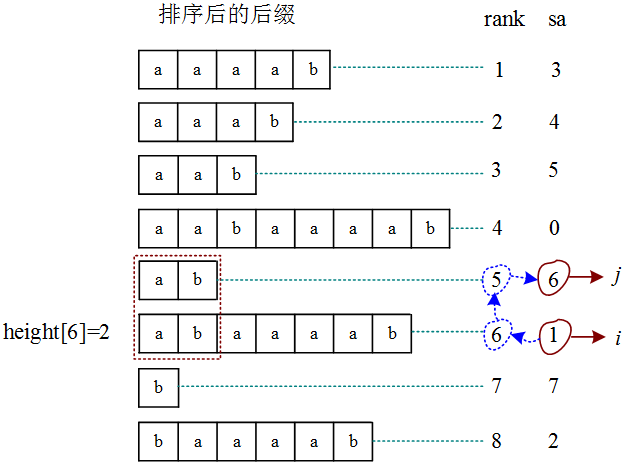 排序后的后缀 rank sa
a a a a b 1 3
a a a b 2 4
a a b 3 5
a a b a a a a b 4 0
a b 5 6 j
height[6]=2 a b a a a a b 6 1 i
b 7 7
b a a a a b 8 2